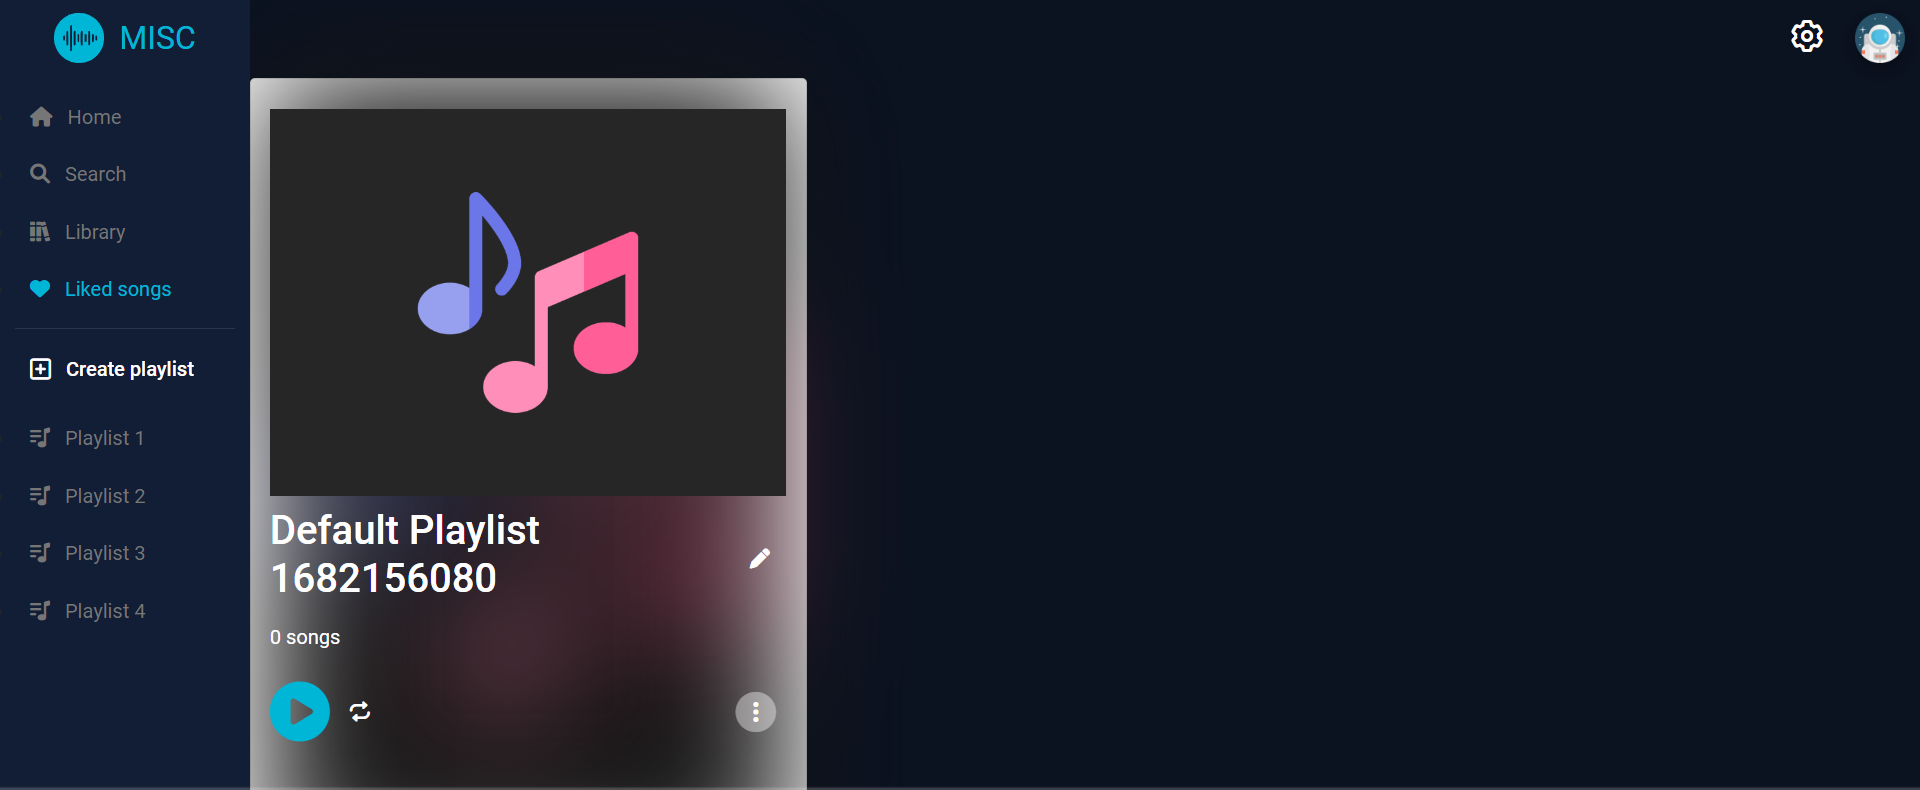 MISC
Home
Search
Library
Liked songs
Create playlist
Playlist 1
Playlist 2
Playlist 3
Playlist 4
Default Playlist
1682156080
0 songs